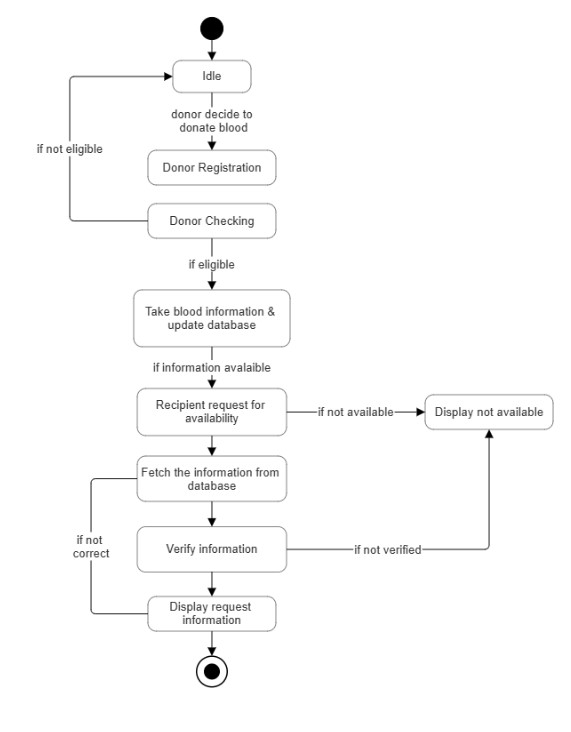 Idle
donor decide to
donate blood
if not eligible
Donor Registration
Donor Checking
if eligible
Take blood information &
update database
if information avalaible
Recipient request for
availability
if not available
Display not available
Fetch the information from
database
if not
correct
Verify information
if not verified
Display request
information